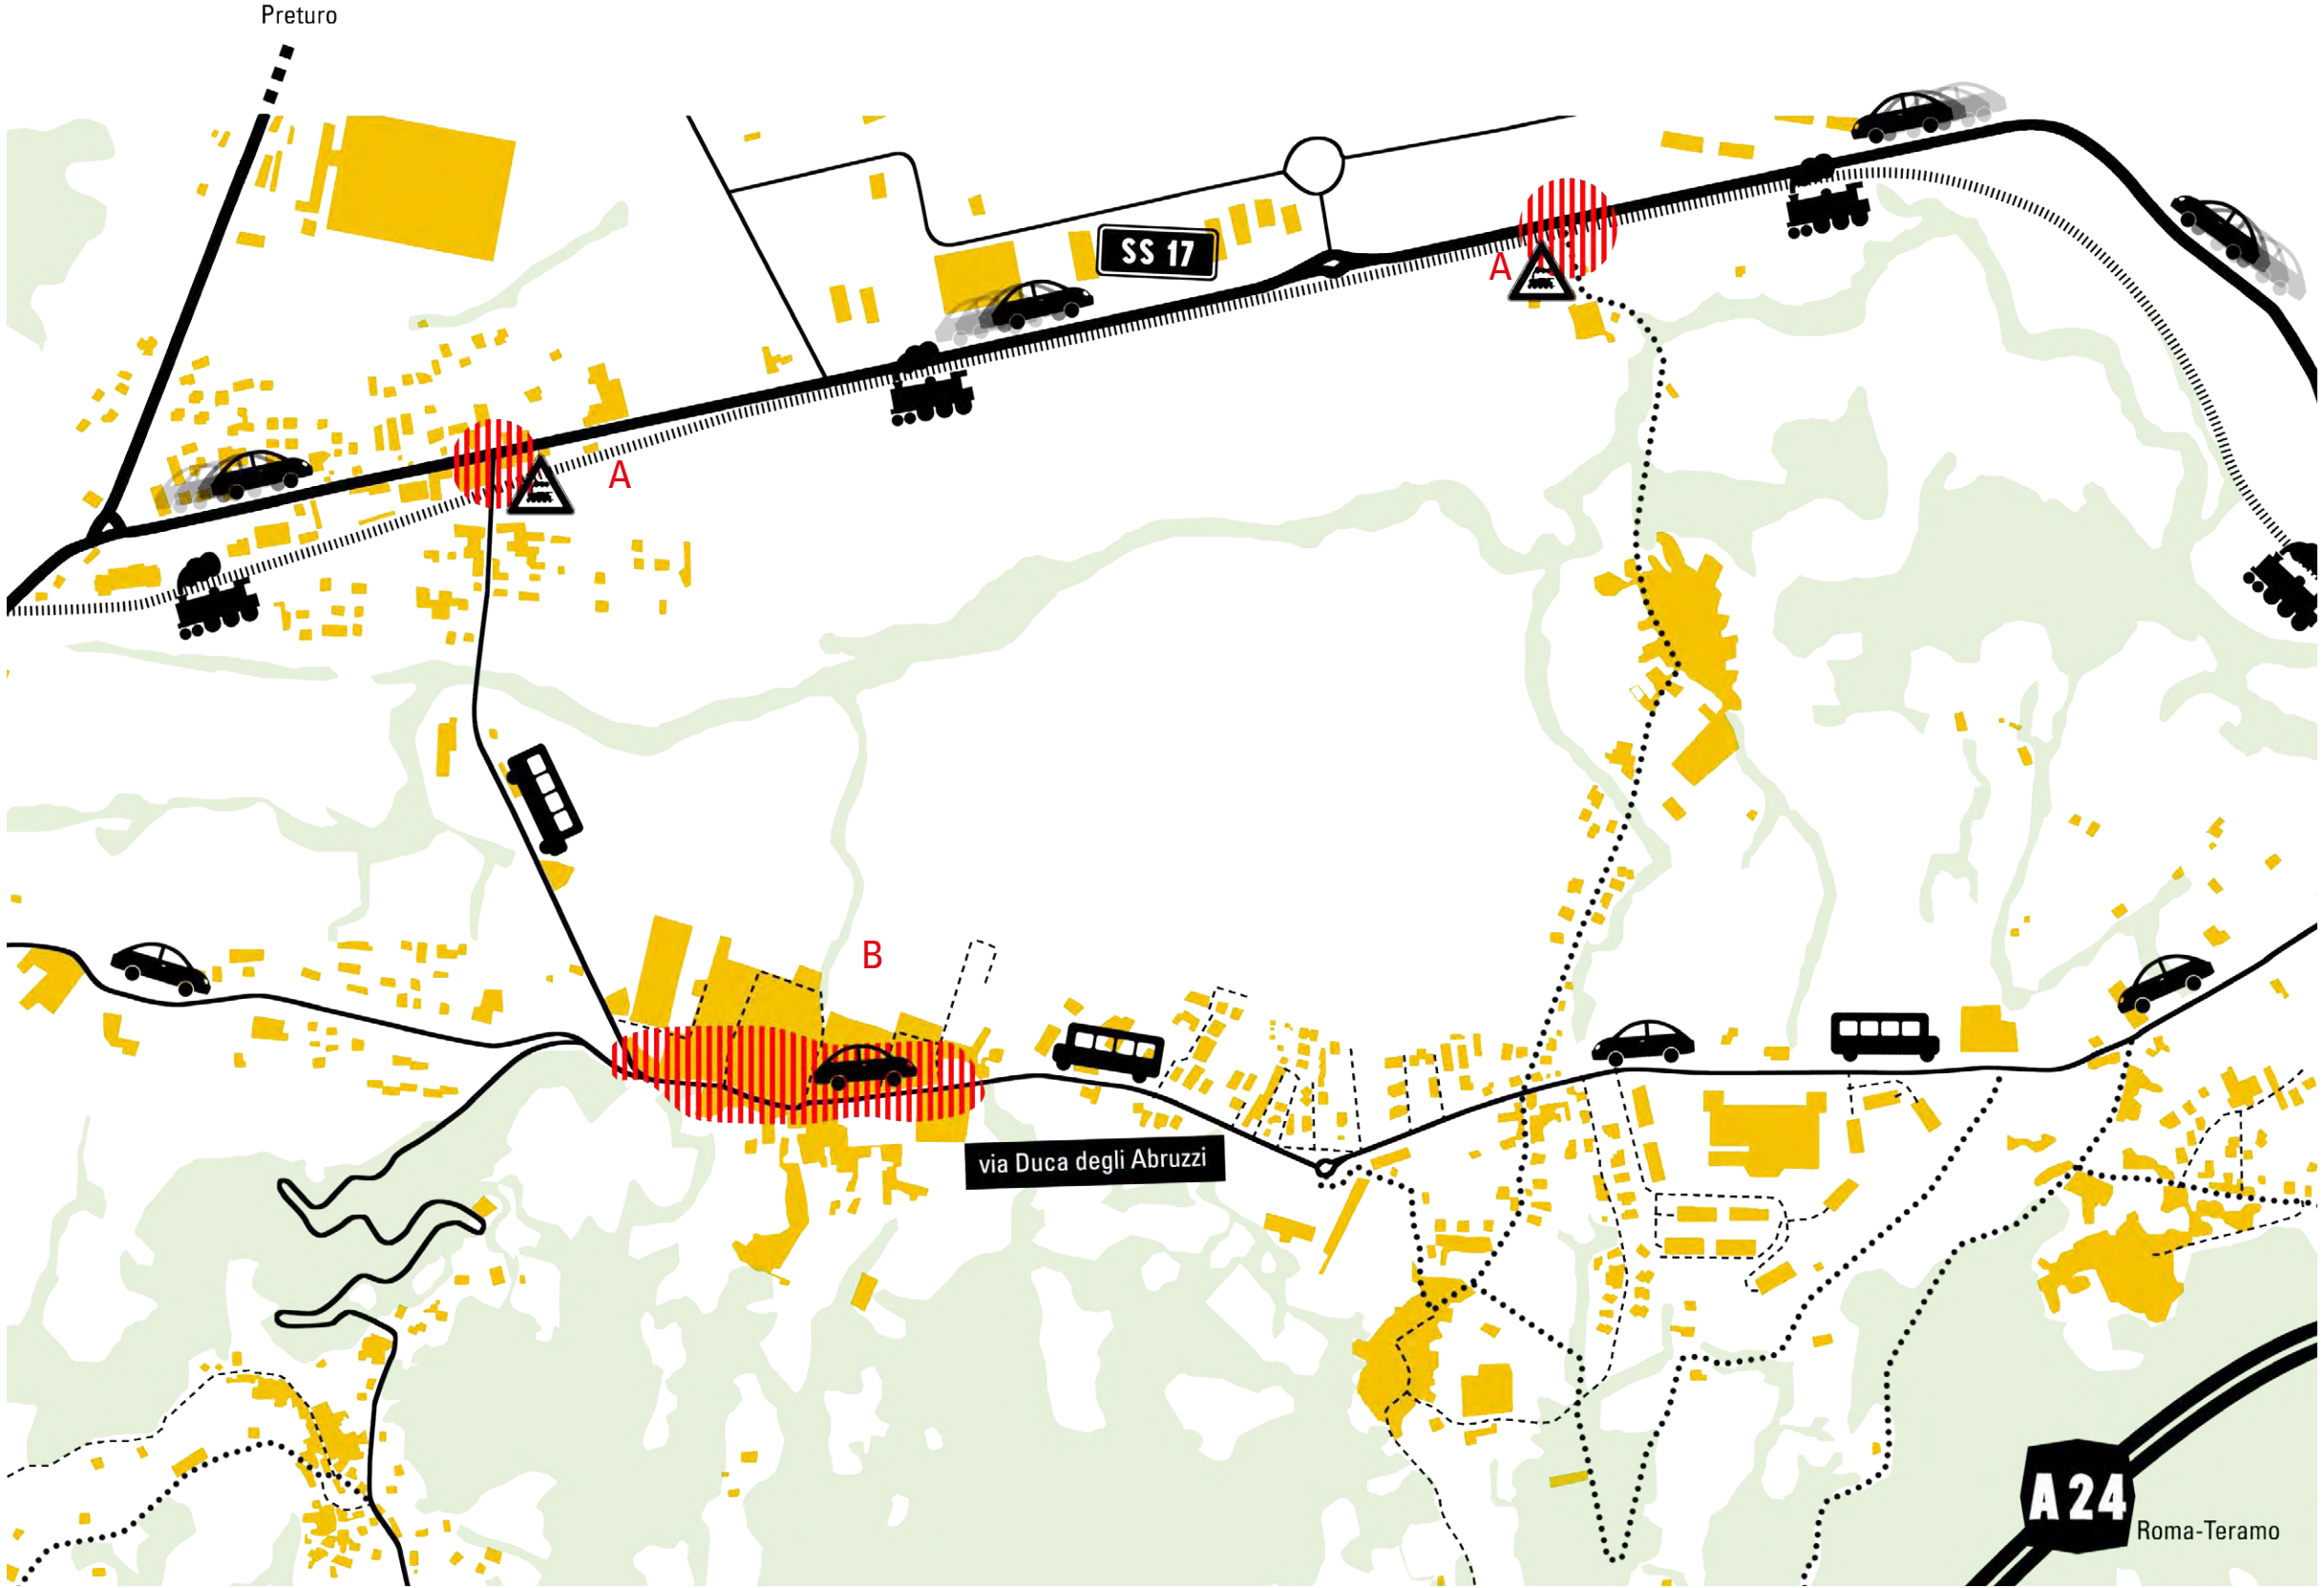 Preturo
SS 17
A
A
B
via Duca degli Abruzzi
A 24
Roma-Teramo